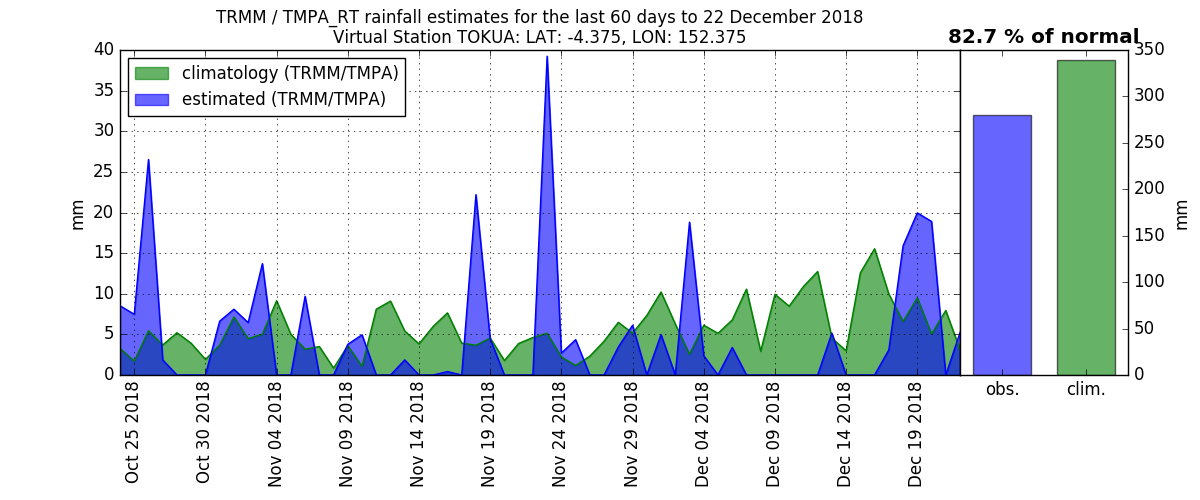 TRMM / TMPA_RT rainfall estimates for the last 60 days to 22 December 2018
Virtual Station TOKUA: LAT: -4.375, LON: 152.375
82.7 % of normal
climatology (TRMM/TMPA)
estimated (TRMM/TMPA)
mm
40
35
30
25
20
15
10
5
0
Oct 25 2018
Oct 30 2018
Nov 04 2018
Nov 09 2018
Nov 14 2018
Nov 19 2018
Nov 24 2018
Nov 29 2018
Dec 04 2018
Dec 09 2018
Dec 14 2018
Dec 19 2018
obs.
clim.
350
300
250
200
150
100
50
0
mm